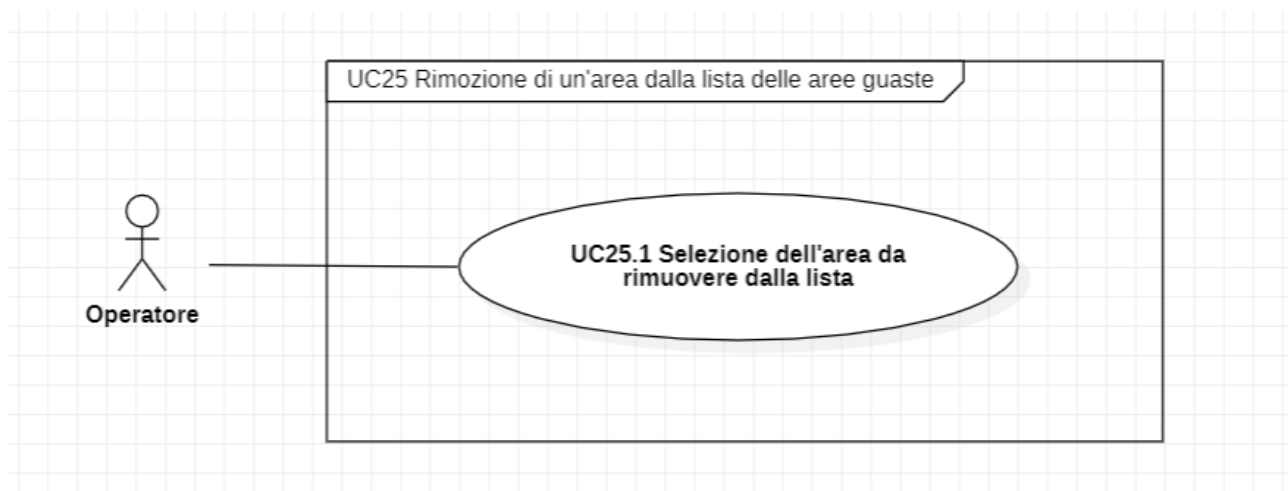 UC25 Rimozione di un'area dalla lista delle aree guaste
UC25.1 Selezione dell'area da
rimuovere dalla lista
Operatore